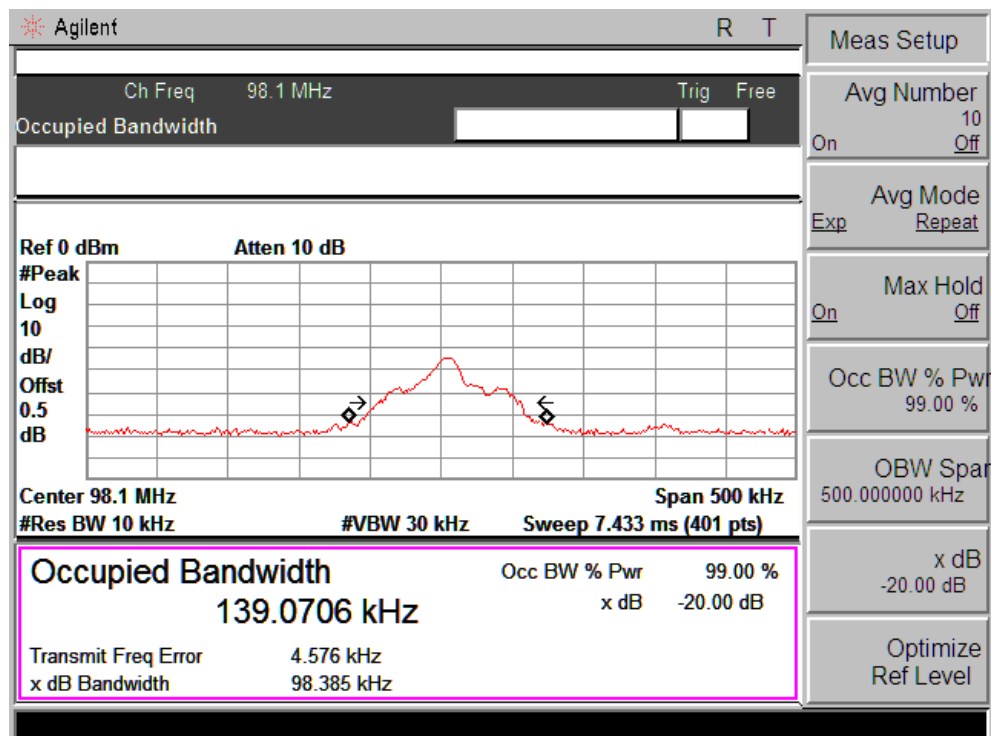 Agilent
R T
Ch Freq 98.1 MHz Trig Free
Occupied Bandwidth
Ref 0 dBm Atten 10 dB
#Peak
Log
10
dB/
Offst
0.5
dB
Center 98.1 MHz Span 500 kHz
#Res BW 10 kHz #VBW 30 kHz Sweep 7.433 ms (401 pts)
Occupied Bandwidth
139.0706 kHz
Occ BW % Pwr 99.00 %
x dB -20.00 dB
Transmit Freq Error 4.576 kHz
x dB Bandwidth 98.385 kHz
Meas Setup
Avg Number
10
On Off
Avg Mode
Exp Repeat
Max Hold
On Off
Occ BW % Pwr
99.00 %
OBW Spar
500.000000 kHz
x dB
-20.00 dB
Optimize
Ref Level